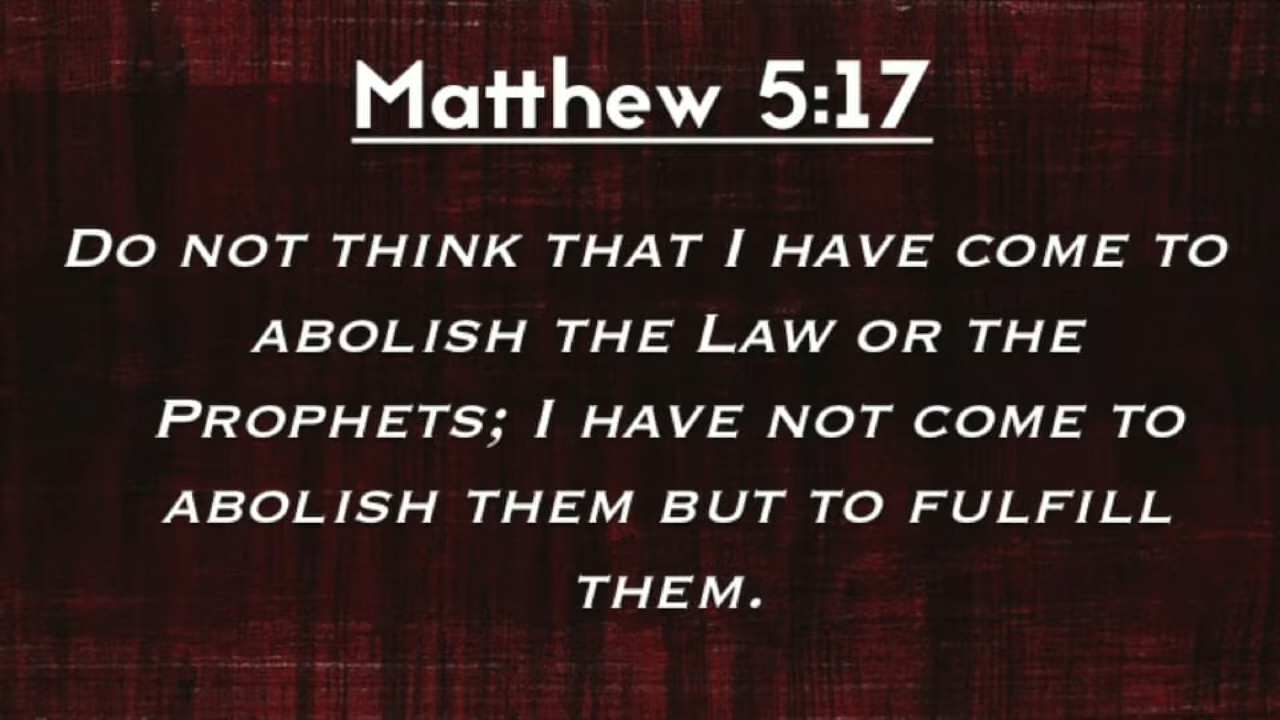 Matthew 5:17
Do not think that I have come to
abolish the Law or the
Prophets; I have not come to
abolish them but to fulfill
them.